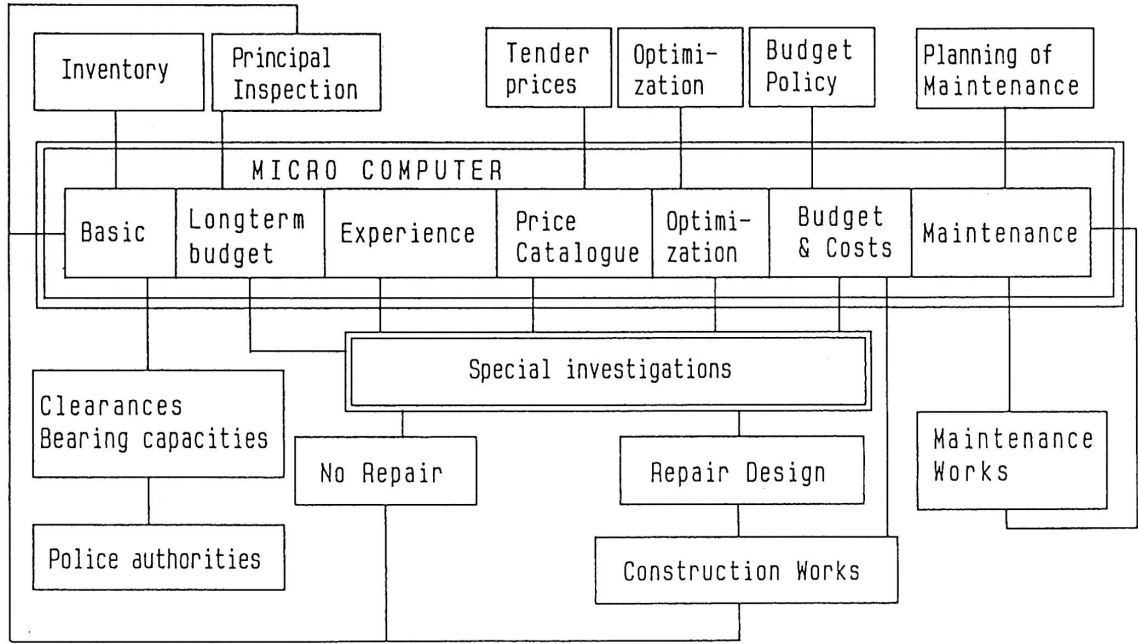 Inventory
Principal
Inspection
Tender
prices
Optimi-
zation
Budget
Policy
Planning of
Maintenance
MICRO COMPUTER
Basic
Longterm
budget
Experience
Price
Catalogue
Optimi-
zation
Budget
& Costs
Maintenance
Special investigations
Clearances
Bearing capacities
No Repair
Repair Design
Maintenance
Works
Police authorities
Construction Works